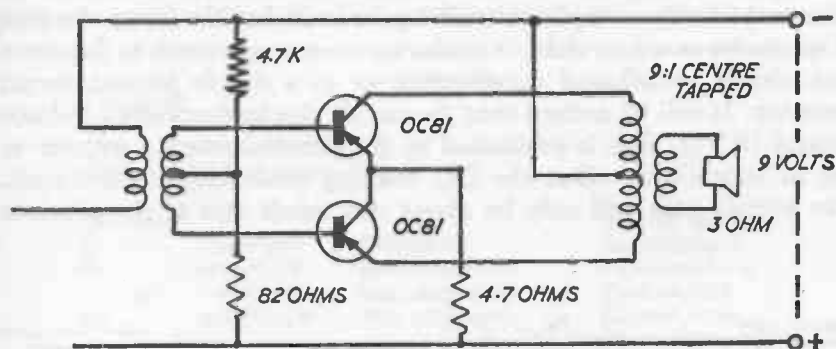 4.7K
9:1 CENTRE
TAPPED
OC81
9 VOLTS
OC81
3 OHM
82 OHMS
4.7 OHMS